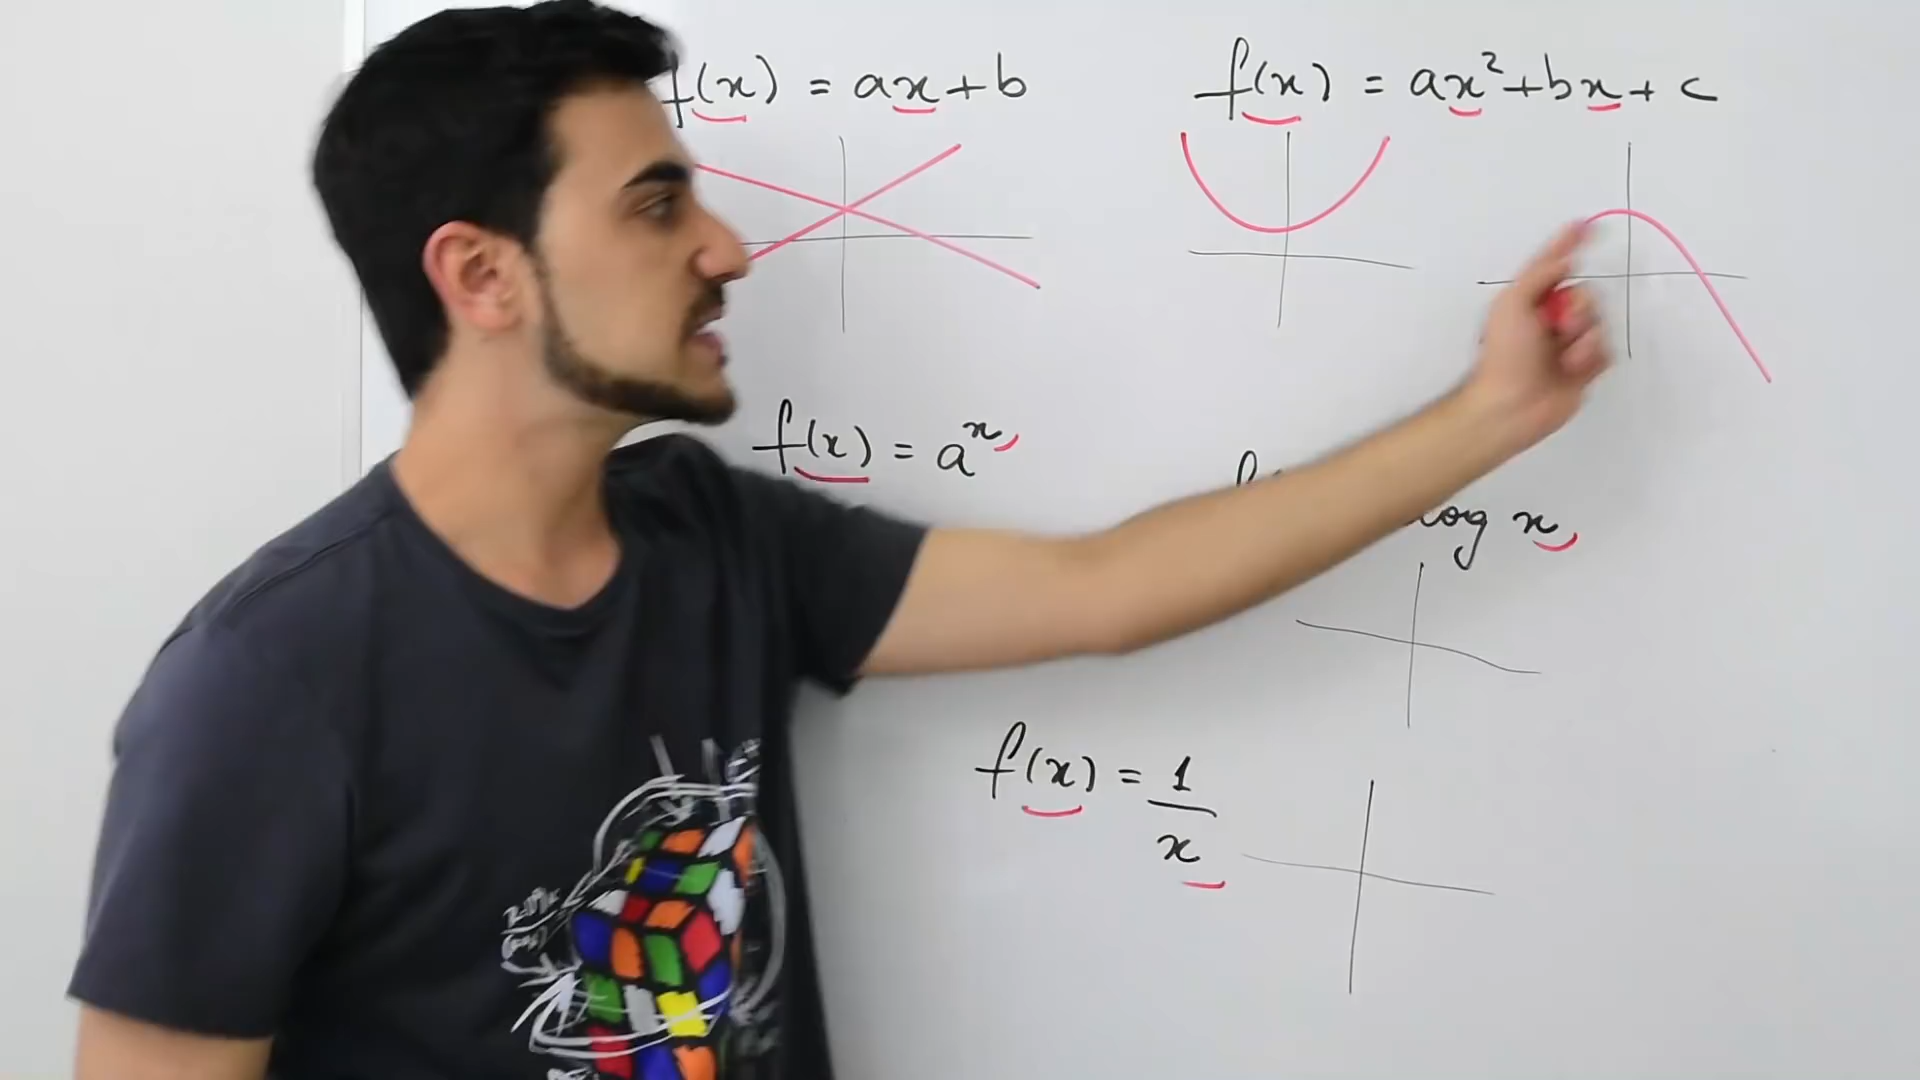 f(x) = ax+b
f(x) = ax²+bx+c
f(x) = aˣ
log x
f(x) = 1/x